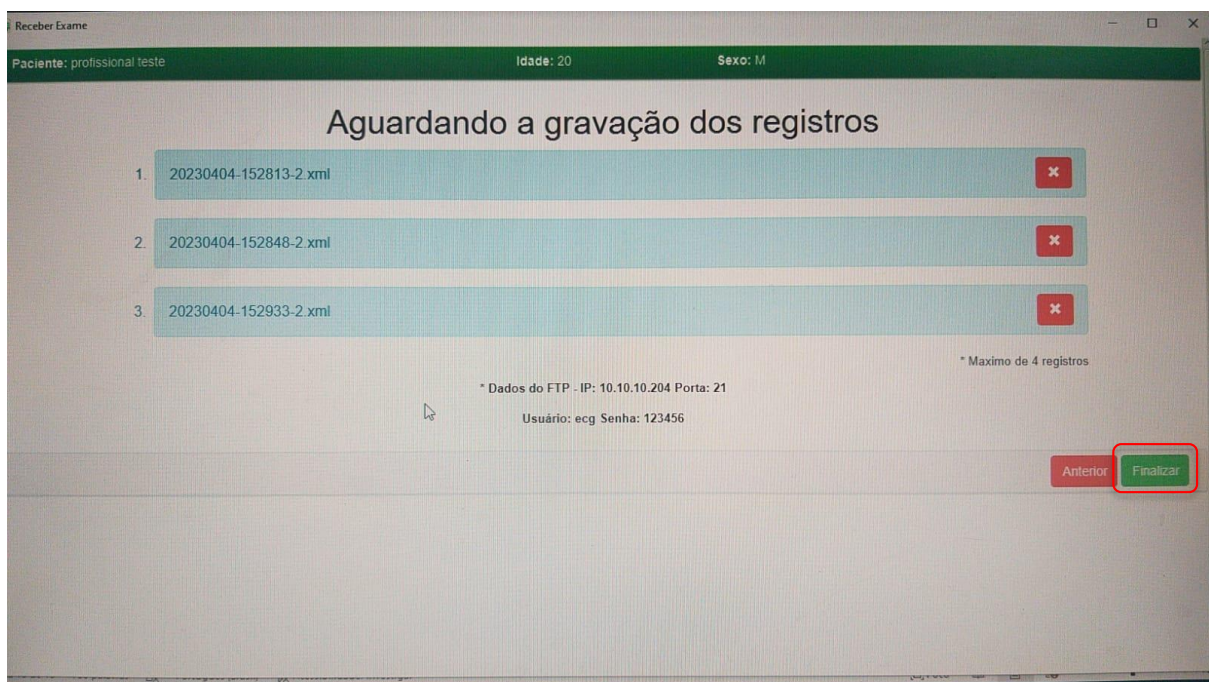 Receber Exame
Paciente: profissional teste Idade: 20 Sexo: M
Aguardando a gravação dos registros
1. 20230404-152813-2.xml
2. 20230404-152848-2.xml
3. 20230404-152933-2.xml
* Maximo de 4 registros
* Dados do FTP - IP: 10.10.10.204 Porta: 21
Usuário: ecg Senha: 123456
Anterior Finalizar